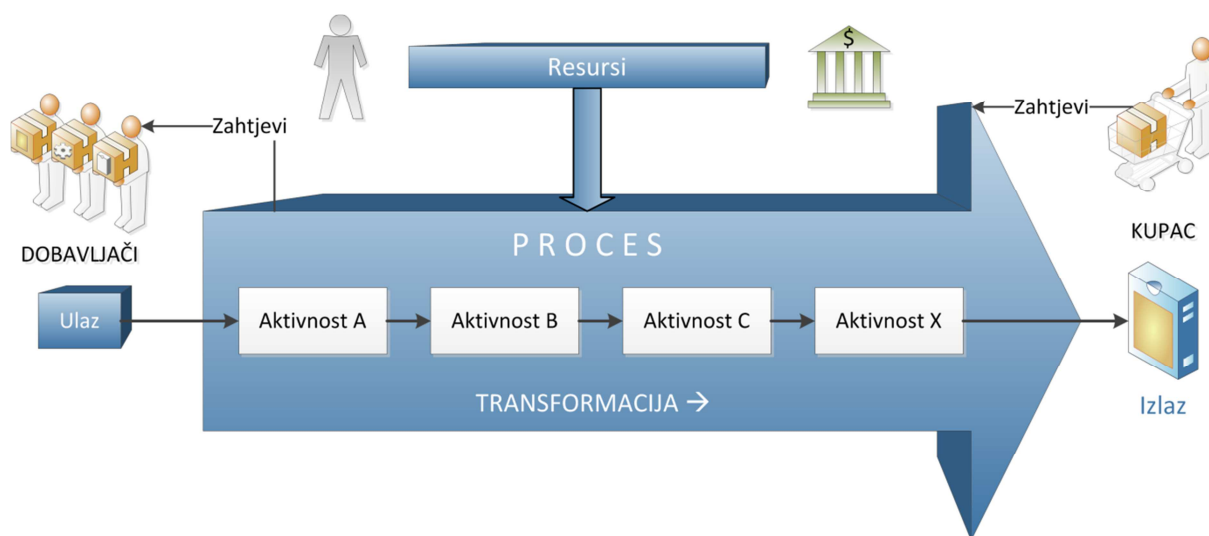 $
Resursi
Zahtjevi
Zahtjevi
DOBAVLJAČI
KUPAC
PROCES
Ulaz
Aktivnost A
Aktivnost B
Aktivnost C
Aktivnost X
TRANSFORMACIJA →
Izlaz